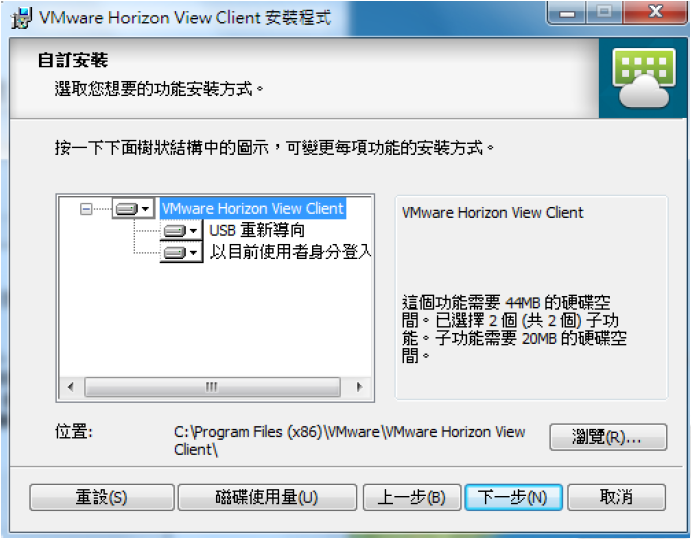 VMware Horizon View Client 安裝程式
自訂安裝
選取您想要的功能安裝方式。
按一下下面樹狀結構中的圖示，可變更每項功能的安裝方式。
VMware Horizon View Client
USB 重新導向
以目前使用者身分登入
VMware Horizon View Client
這個功能需要 44MB 的硬碟空
間。已選擇 2 個 (共 2 個) 子功
能。子功能需要 20MB 的硬碟空
間。
位置:
C:\Program Files (x86)\VMware\VMware Horizon View
Client\
瀏覽(R)...
重設(S)
磁碟使用量(U)
上一步(B)
下一步(N)
取消